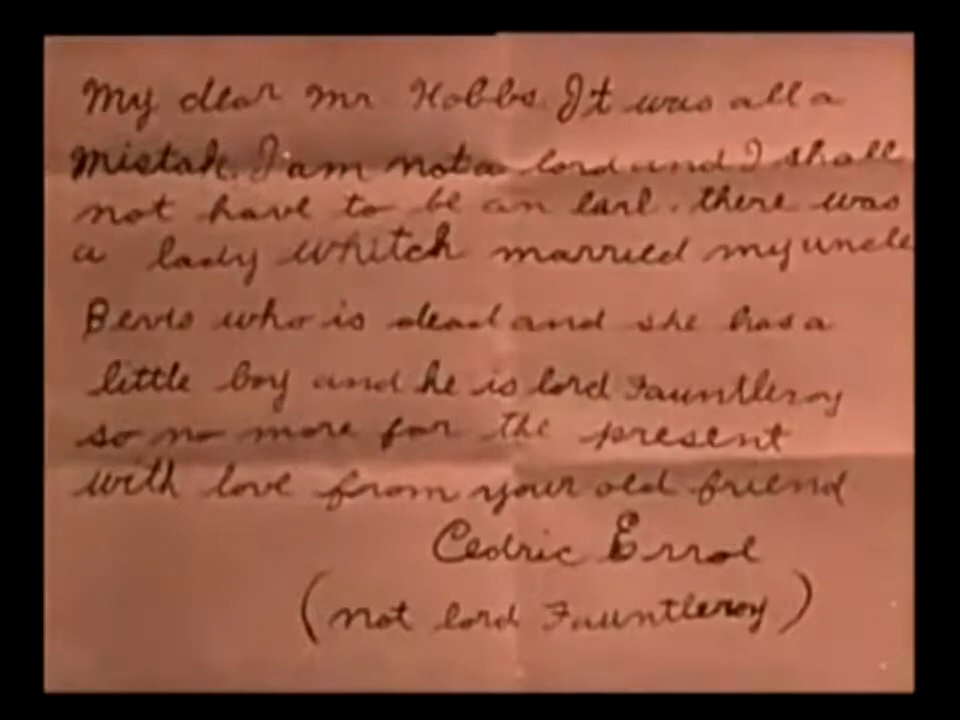 My dear Mr Hobbs. It was all a
Mistak. I am not a lord and I shall
not have to be an earl. there was
a lady whitch married my uncle
Bevis who is dead and she has a
little boy and he is lord Fauntleroy
so no more for the present
with love from your old friend
Cedric Errol
(not lord Fauntleroy)